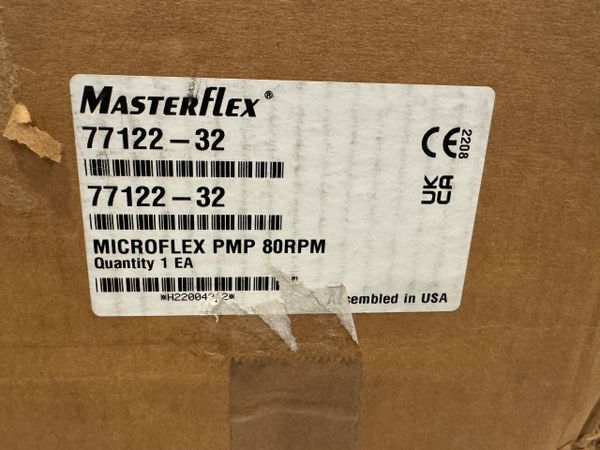 MASTERFLEX®
77122-32
77122-32
MICROFLEX PMP 80RPM
Quantity 1 EA
CE 2208
UK CA
Assembled in USA